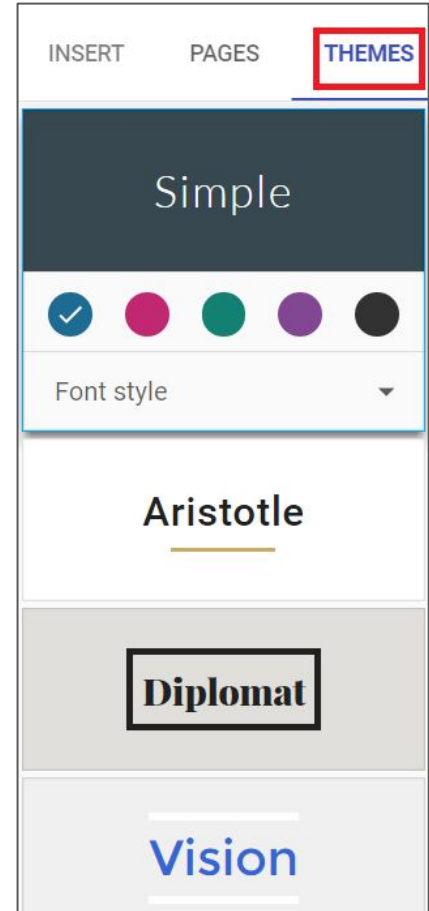 INSERT PAGES THEMES
Simple
Font style
Aristotle
Diplomat
Vision